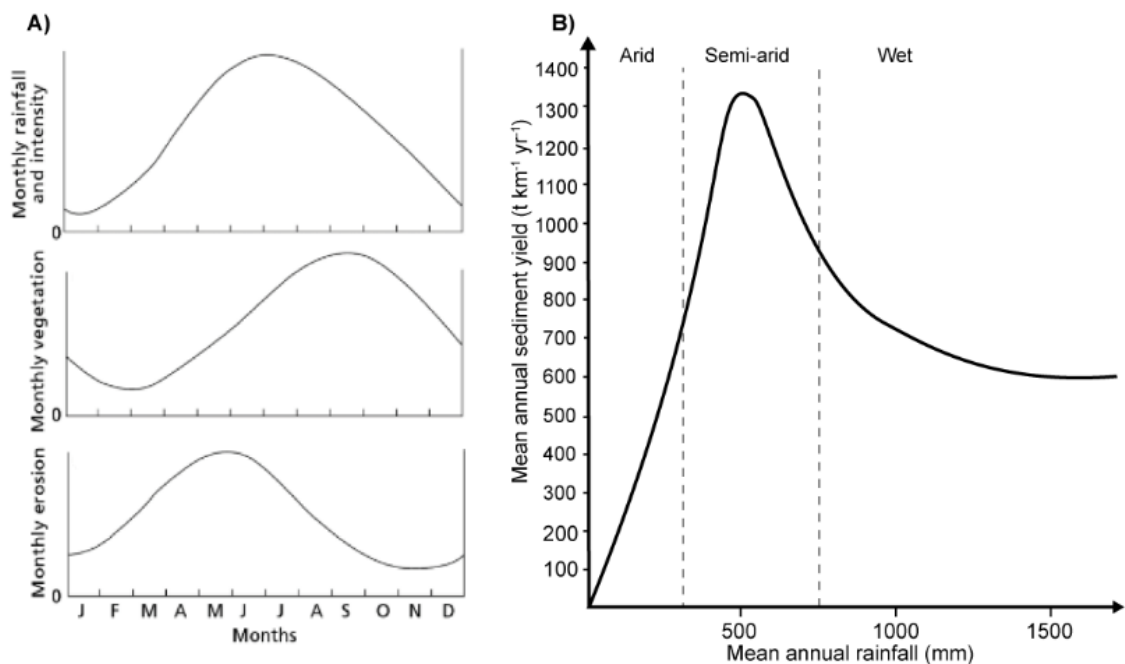 A)
Monthly rainfall
and intensity
0
Monthly vegetation
0
Monthly erosion
0
J F M A M J J A S O N D
Months
B)
Arid Semi-arid Wet
1400
1300
1200
1100
1000
900
800
700
600
500
400
300
200
100
Mean annual sediment yield (t km⁻¹ yr⁻¹)
500 1000 1500
Mean annual rainfall (mm)